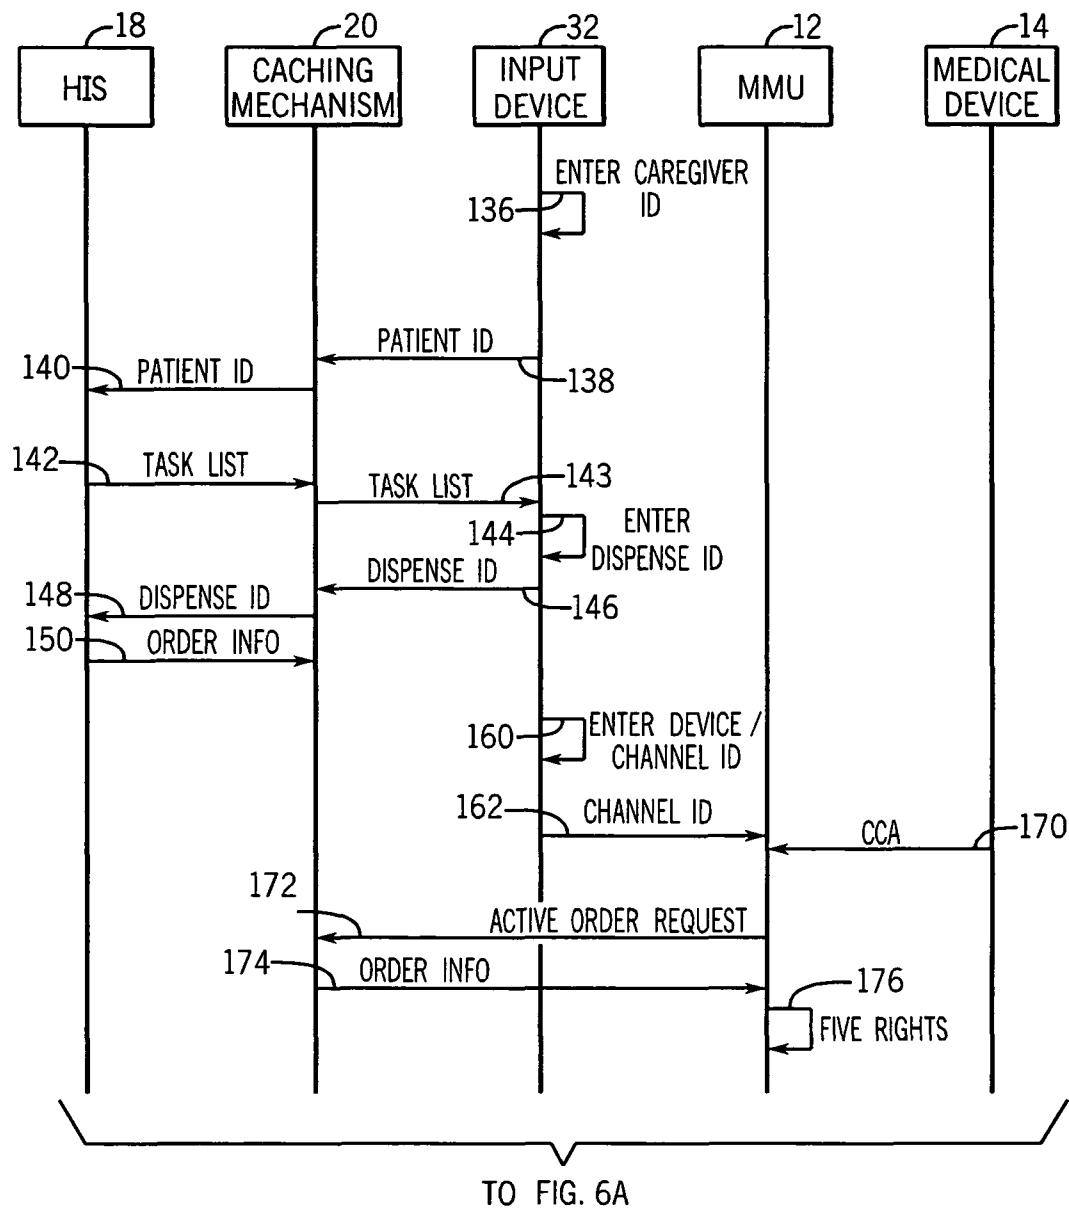 18
20
32
12
14
HIS
CACHING
MECHANISM
INPUT
DEVICE
MMU
MEDICAL
DEVICE
ENTER CAREGIVER
ID
136
PATIENT ID
138
140
PATIENT ID
142
TASK LIST
TASK LIST
143
144
ENTER
DISPENSE ID
DISPENSE ID
146
148
DISPENSE ID
150
ORDER INFO
160
ENTER DEVICE /
CHANNEL ID
162
CHANNEL ID
CCA
170
172
ACTIVE ORDER REQUEST
174
ORDER INFO
176
FIVE RIGHTS
TO FIG. 6A